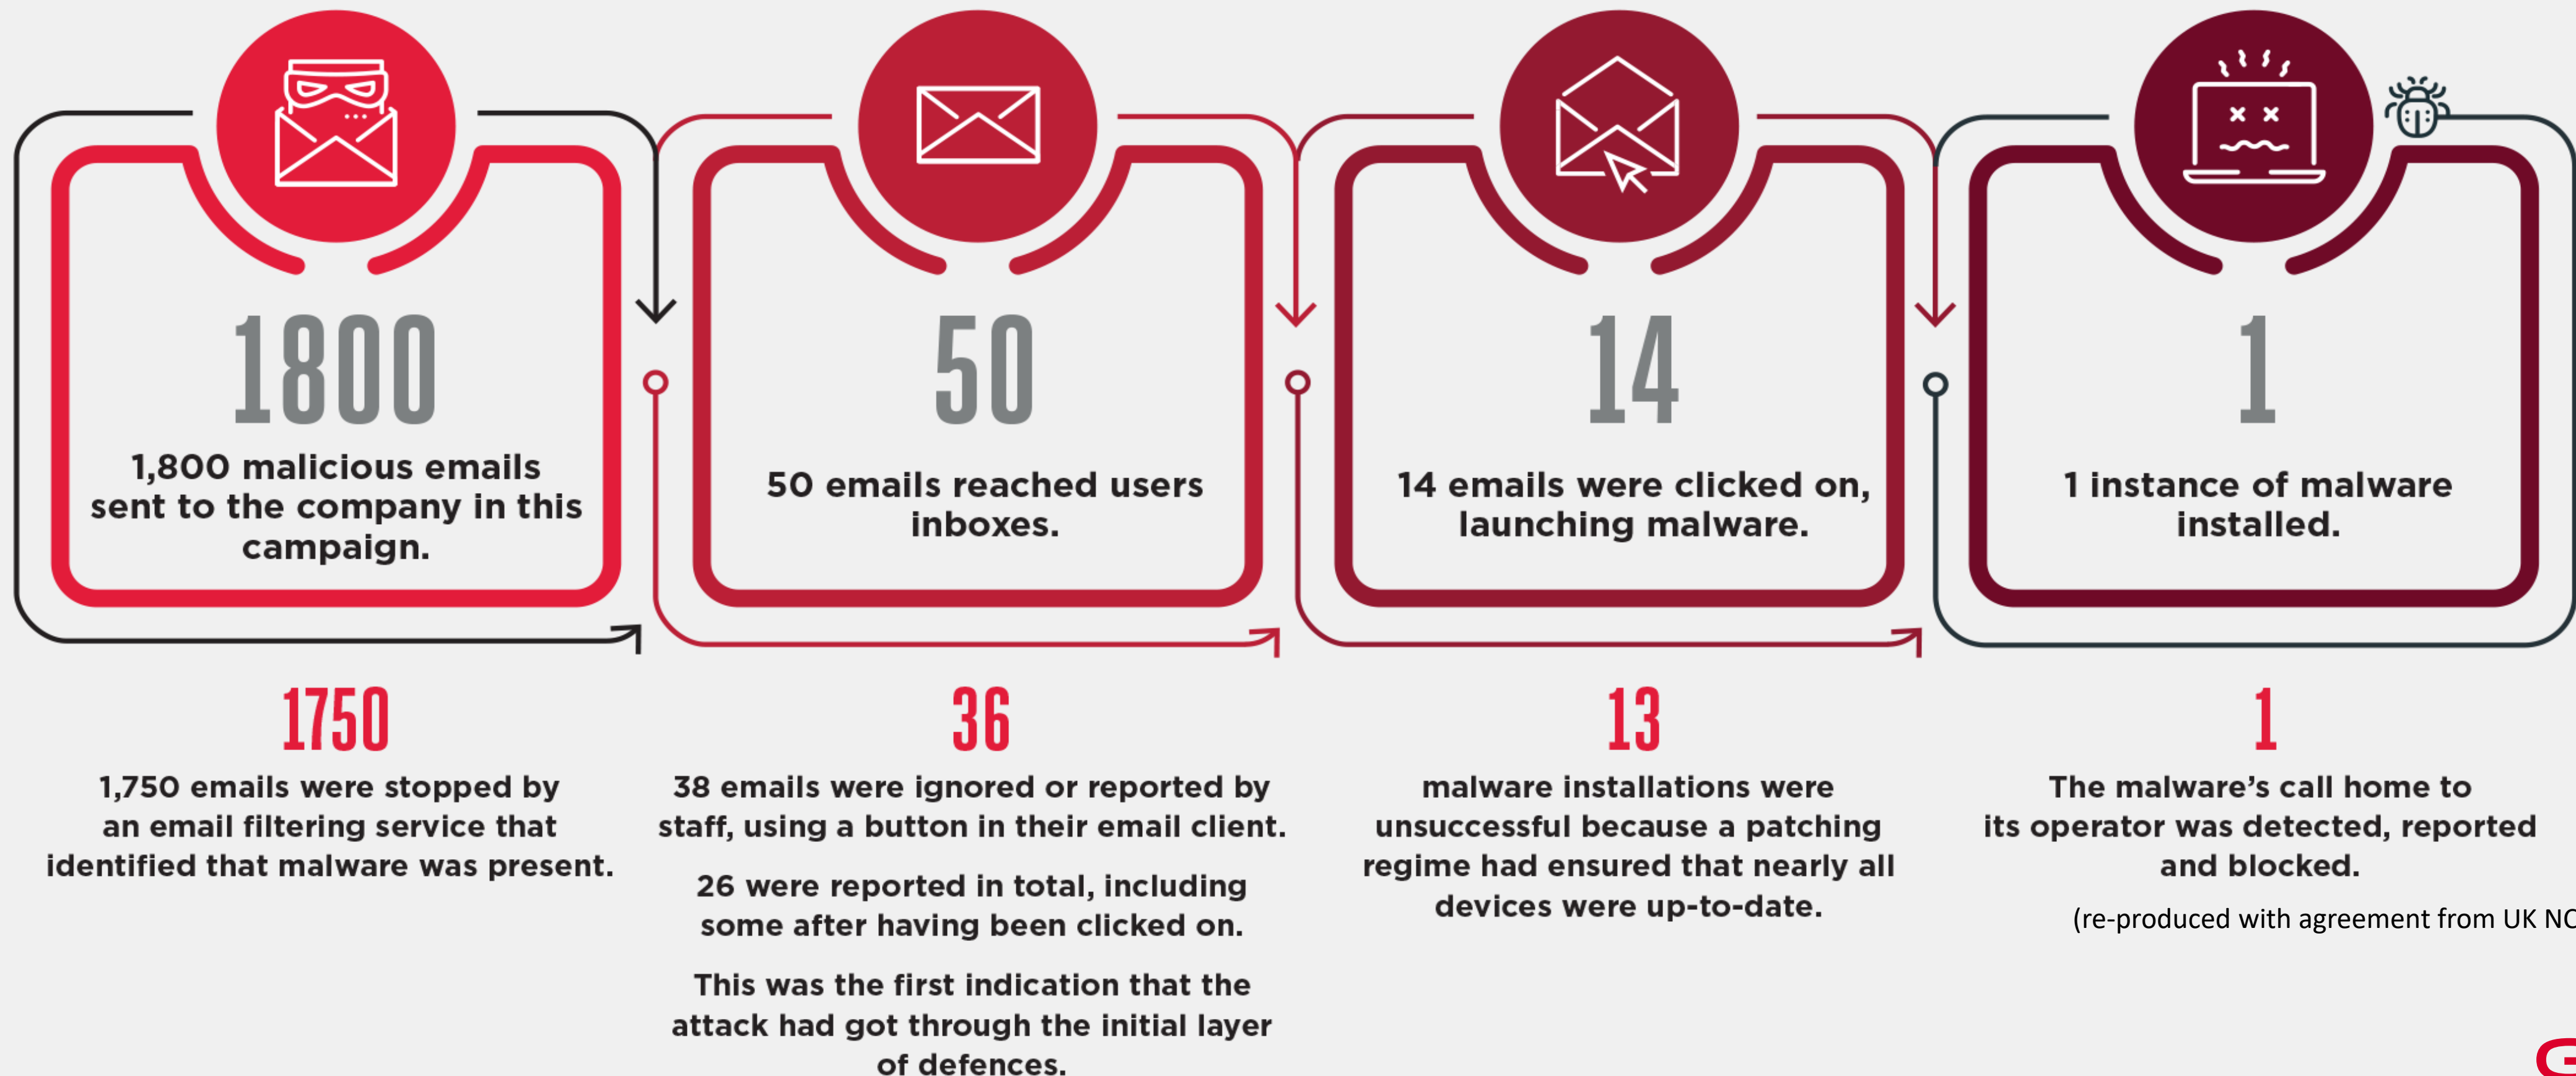 1800
1,800 malicious emails
sent to the company in this
campaign.
50
50 emails reached users
inboxes.
14
14 emails were clicked on,
launching malware.
1
1 instance of malware
installed.
1750
1,750 emails were stopped by
an email filtering service that
identified that malware was present.
36
38 emails were ignored or reported by
staff, using a button in their email client.
26 were reported in total, including
some after having been clicked on.
This was the first indication that the
attack had got through the initial layer
of defences.
13
malware installations were
unsuccessful because a patching
regime had ensured that nearly all
devices were up-to-date.
1
The malware's call home to
its operator was detected, reported
and blocked.
(re-produced with agreement from UK